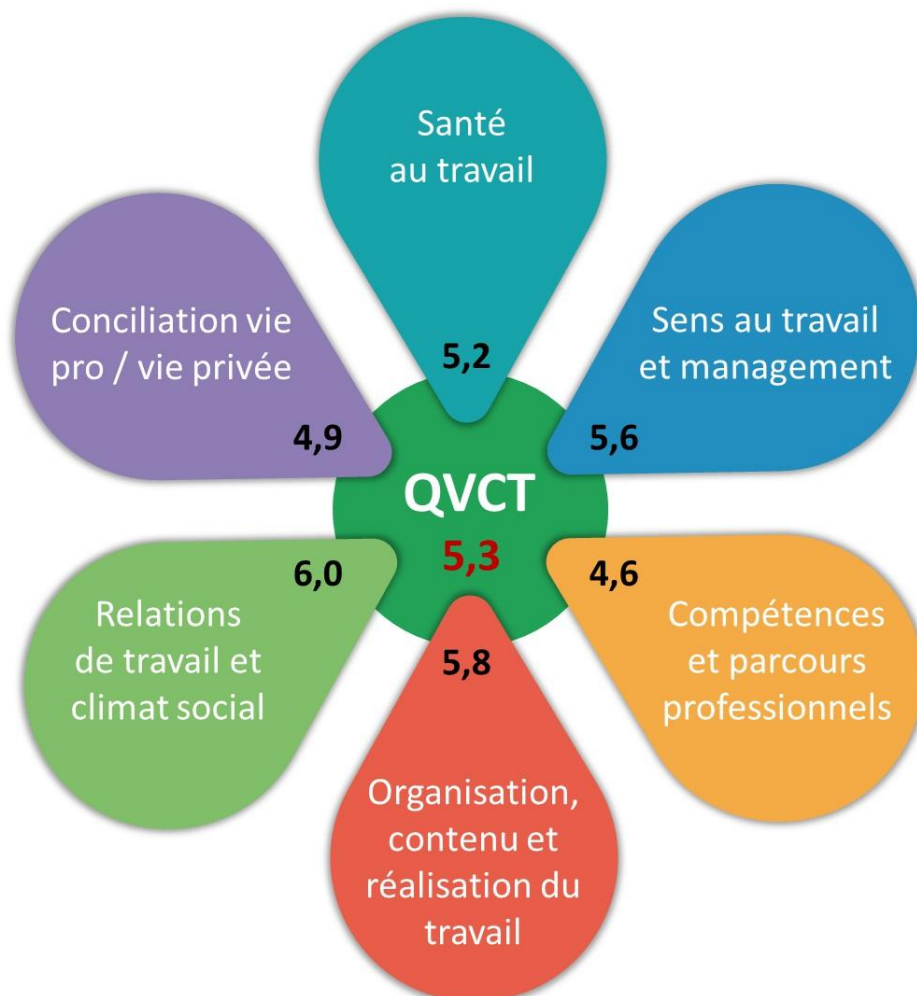 Santé
au travail
5,2
Sens au travail
et management
5,6
Compétences
et parcours
professionnels
4,6
Organisation,
contenu et
réalisation du
travail
5,8
Relations
de travail et
climat social
6,0
Conciliation vie
pro / vie privée
4,9
QVCT
5,3